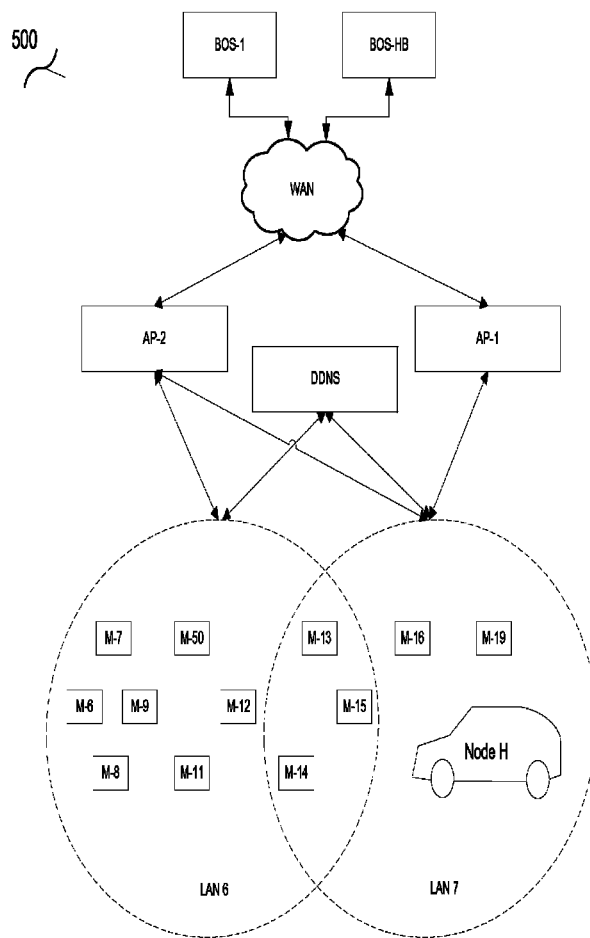 500
BOS-1
BOS-HB
WAN
AP-2
AP-1
DDNS
M-7
M-50
M-13
M-16
M-19
M-6
M-9
M-12
M-15
Node H
M-8
M-11
M-14
LAN 6
LAN 7